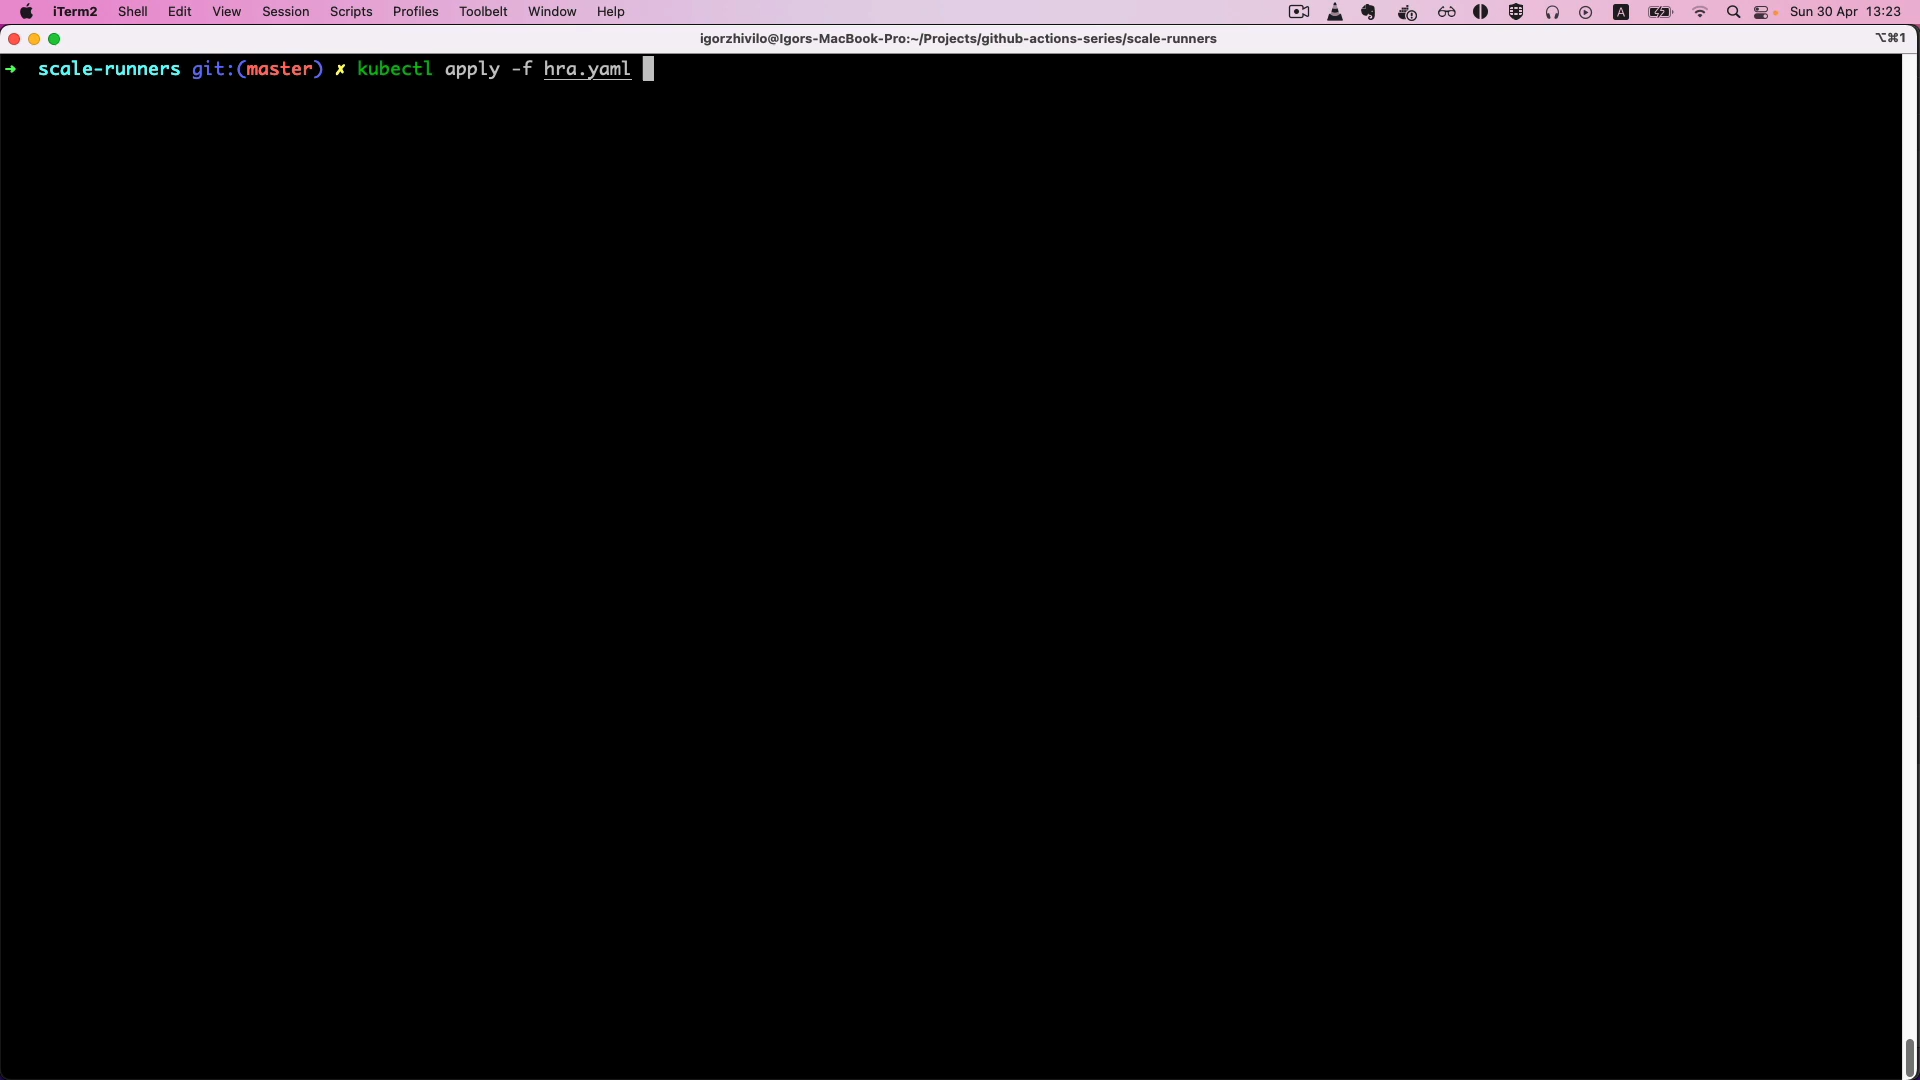 iTerm2 Shell Edit View Session Scripts Profiles Toolbelt Window Help A Sun 30 Apr 13:23
igorzhivilo@Igors-MacBook-Pro:~/Projects/github-actions-series/scale-runners ⌥⌘1
➜ scale-runners git:(master) ✗ kubectl apply -f hra.yaml